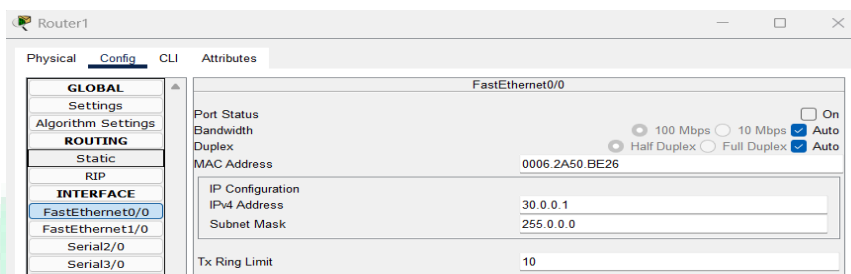 Router1
Physical Config CLI Attributes
GLOBAL
Settings
Algorithm Settings
ROUTING
Static
RIP
INTERFACE
FastEthernet0/0
FastEthernet1/0
Serial2/0
Serial3/0
FastEthernet0/0
Port Status On
Bandwidth 100 Mbps 10 Mbps Auto
Duplex Half Duplex Full Duplex Auto
MAC Address 0006.2A50.BE26
IP Configuration
IPv4 Address 30.0.0.1
Subnet Mask 255.0.0.0
Tx Ring Limit 10